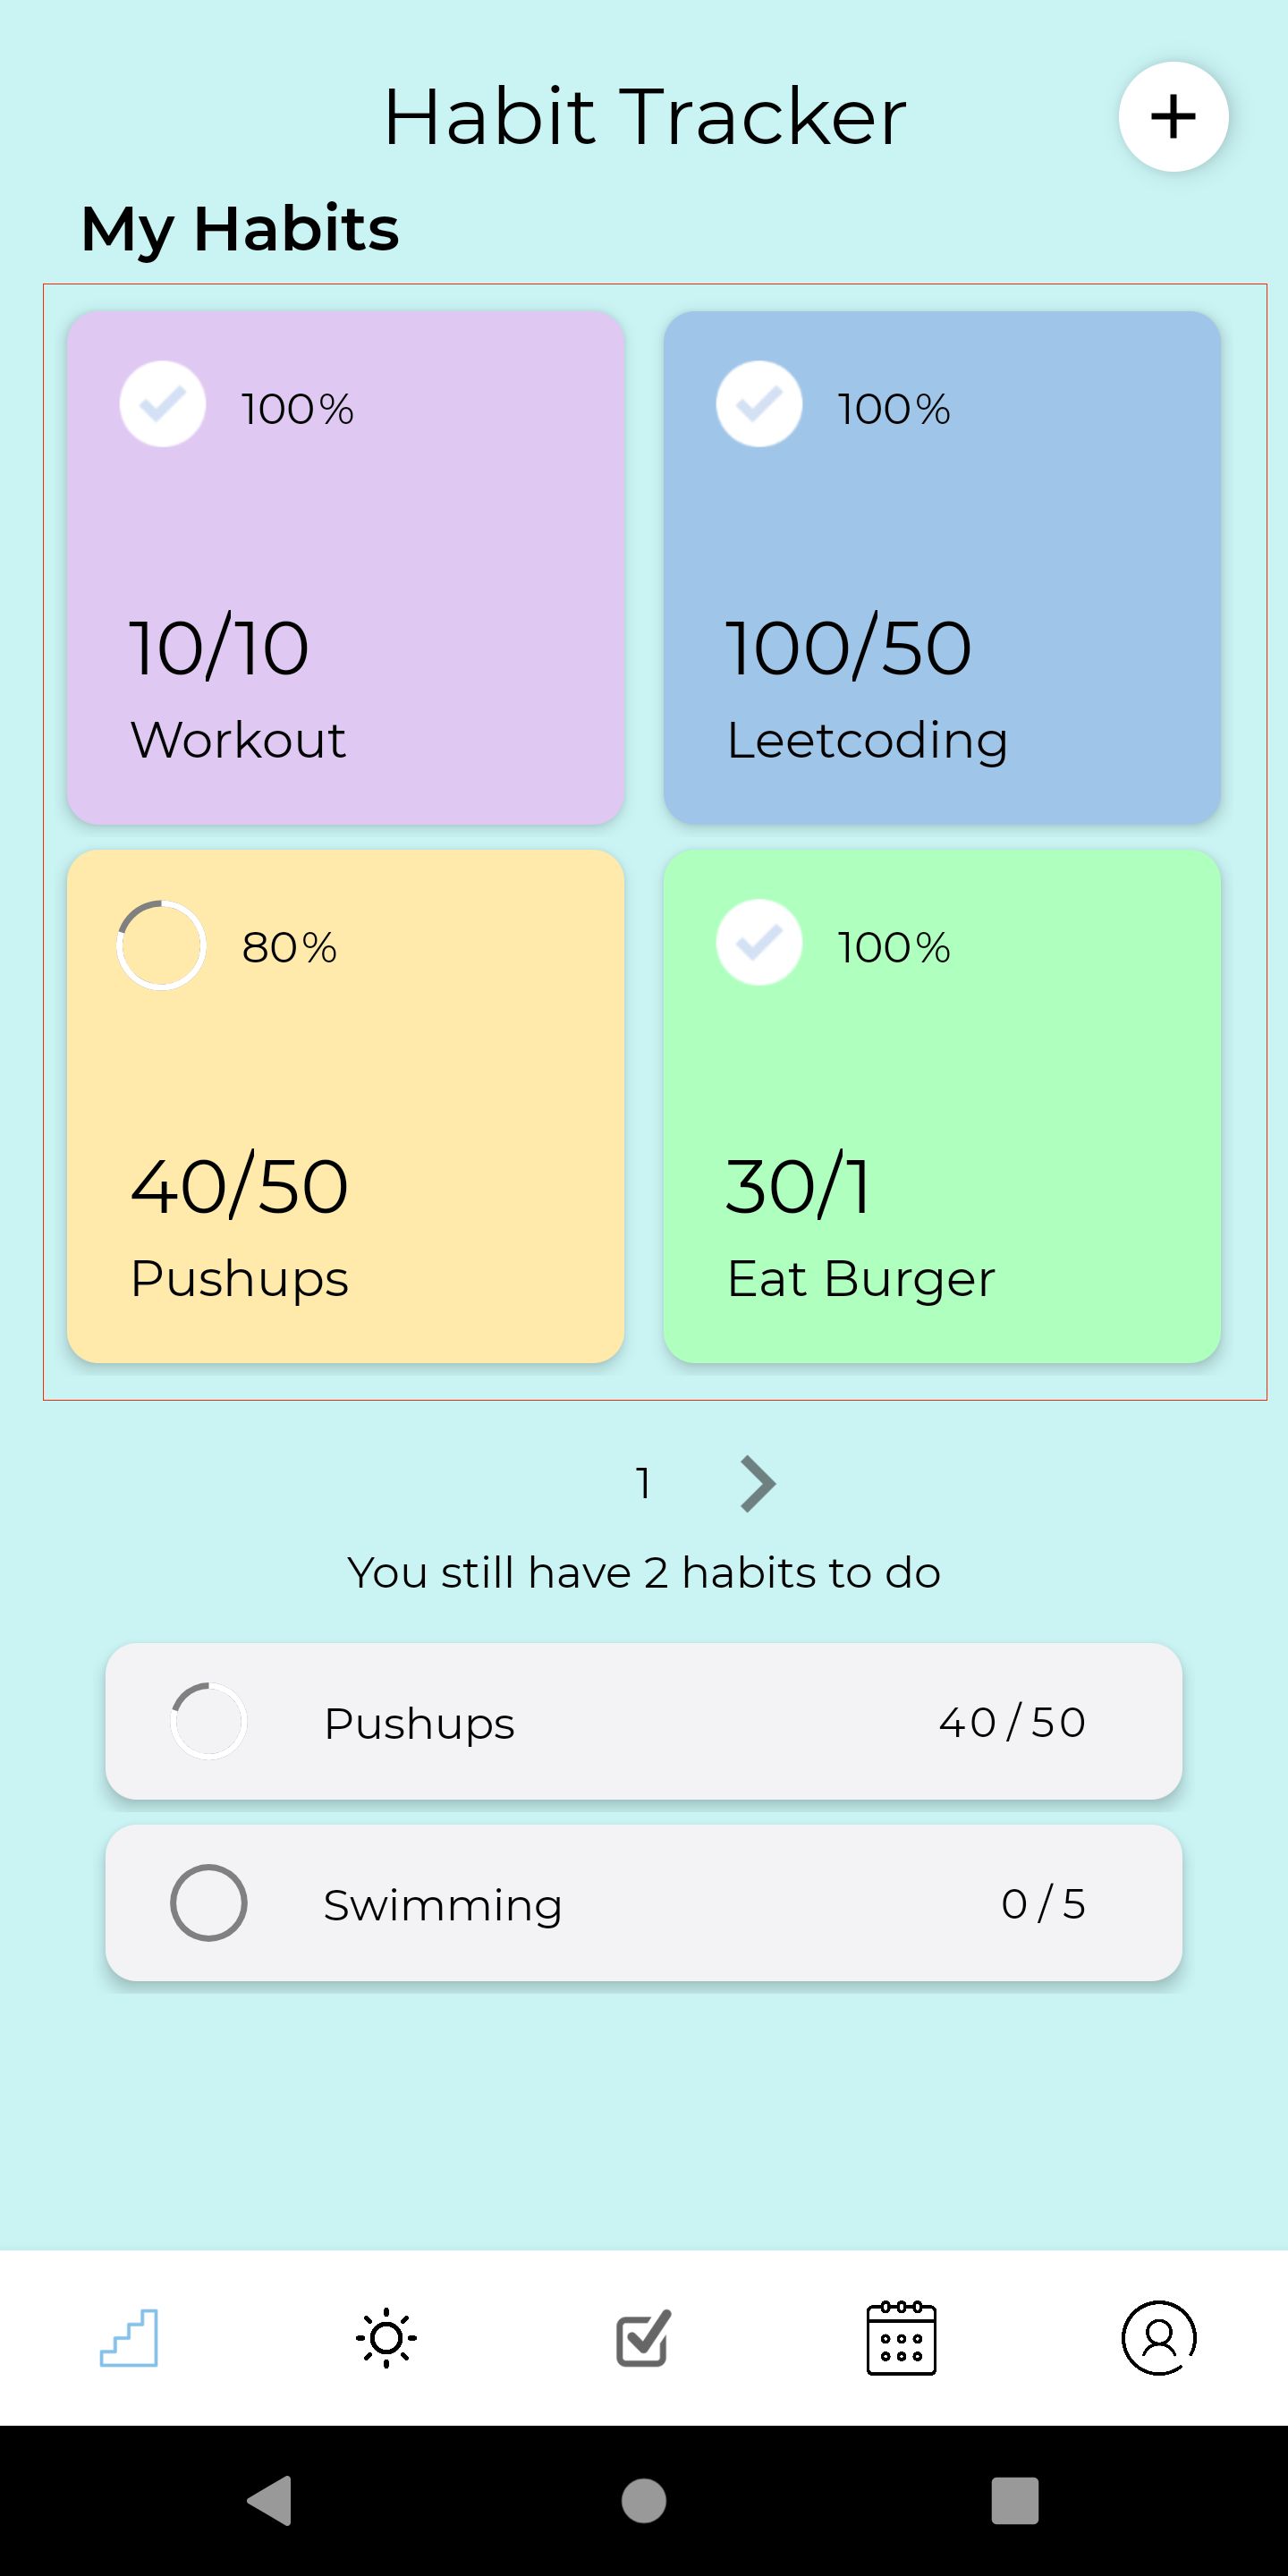 Habit Tracker
+
My Habits
100%
100%
10/10
100/50
Workout
Leetcoding
80%
100%
40/50
30/1
Pushups
Eat Burger
1
You still have 2 habits to do
Pushups 40 / 50
Swimming 0 / 5